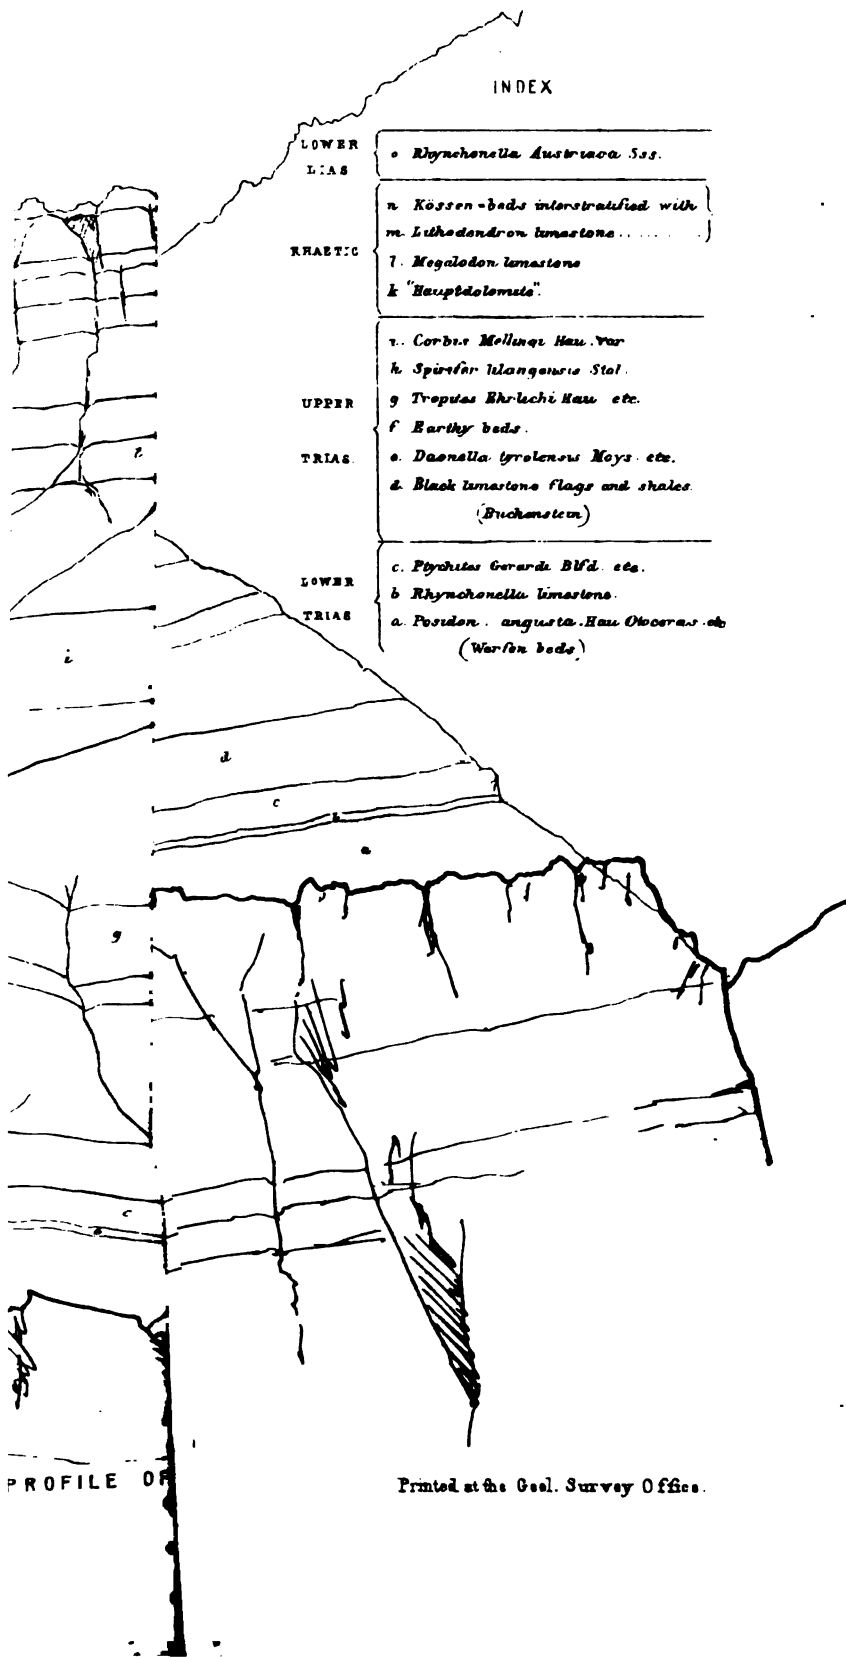 INDEX
LOWER
LIAS
o Rhynchonella Austriaca Sss.
RHAETIC
n Kössen-beds interstratified with
m. Lithodendron limestone
l. Megalodon limestone
k "Hauptdolomite".
UPPER
TRIAS.
i. Corbis Mellingi Hau. var
h Spirifer lilangensis Stol.
g Tropites Ehrlichi Hau etc.
f Earthy beds.
e. Daonella tyrolensis Moys. etc.
d. Black limestone flags and shales.
(Buchenstein)
LOWER
TRIAS
c. Ptychites Gerardi Blfd. etc.
b Rhynchonella limestone.
a. Posidon. angusta. Hau Otoceras. etc
(Werfen beds)
i
i
d
c
b
a
g
c
b
PROFILE OF
Printed at the Geol. Survey Office.